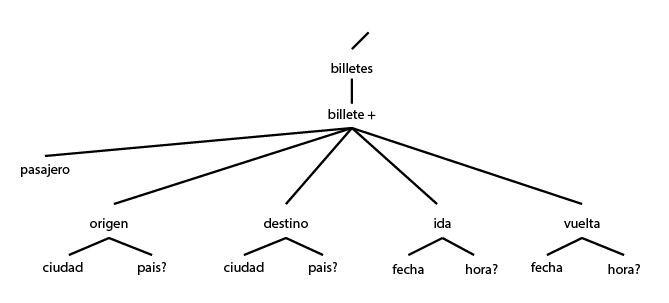 billetes
billete +
pasajero
origen destino ida vuelta
ciudad pais? ciudad pais? fecha hora? fecha hora?